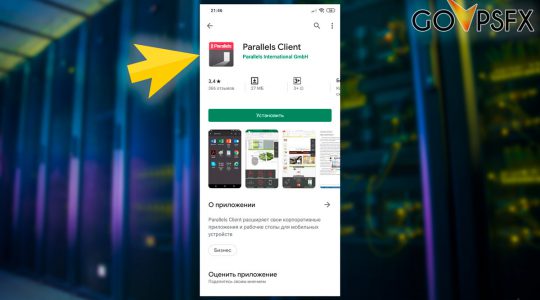 GOVPSFX
21:46
Parallels
Parallels Client
Parallels International GmbH
3,4★
366 отзывов
27 МБ
3+
Установить
О приложении
Parallels Client расширяет свои корпоративные
приложения и рабочие столы для мобильных
устройств
Бизнес
Оценить приложение
Поделитесь своим мнением